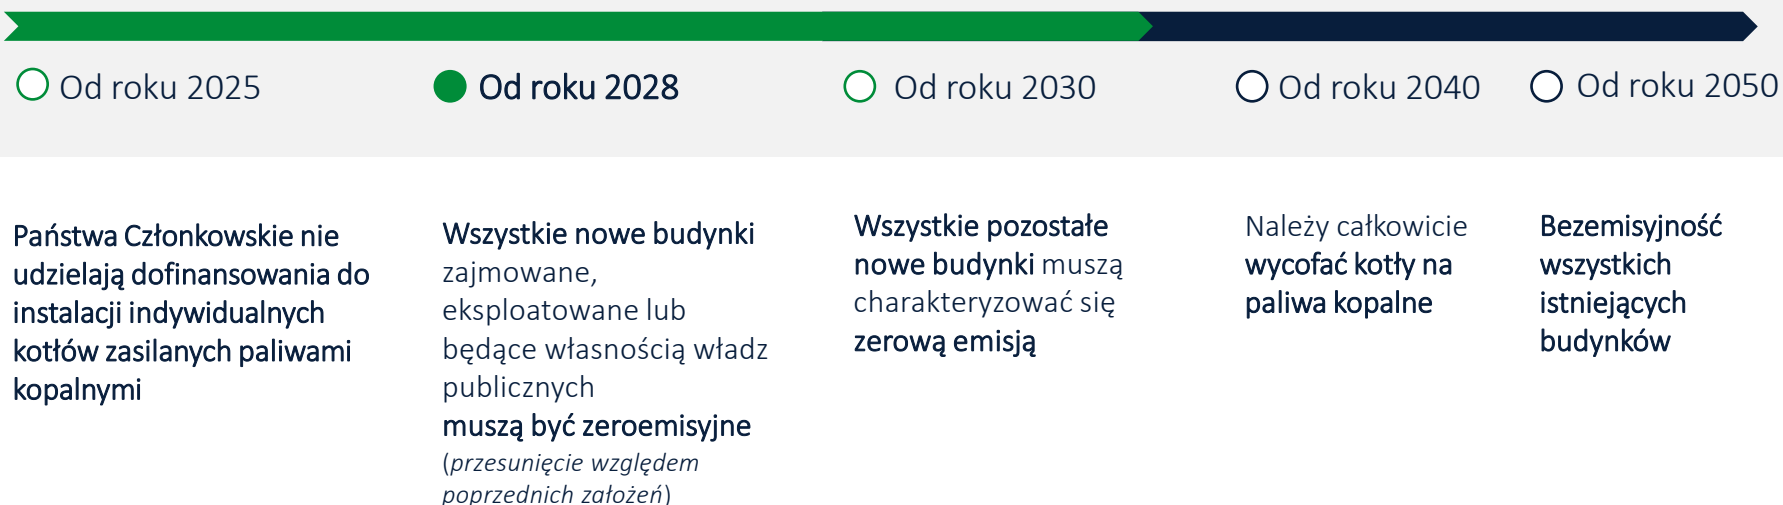 Od roku 2025
Od roku 2028
Od roku 2030
Od roku 2040
Od roku 2050
Państwa Członkowskie nie
udzielają dofinansowania do
instalacji indywidualnych
kotłów zasilanych paliwami
kopalnymi
Wszystkie nowe budynki
zajmowane,
eksploatowane lub
będące własnością władz
publicznych
muszą być zeroemisyjne
(przesunięcie względem
poprzednich założeń)
Wszystkie pozostałe
nowe budynki muszą
charakteryzować się
zerową emisją
Należy całkowicie
wycofać kotły na
paliwa kopalne
Bezemisyjność
wszystkich
istniejących
budynków